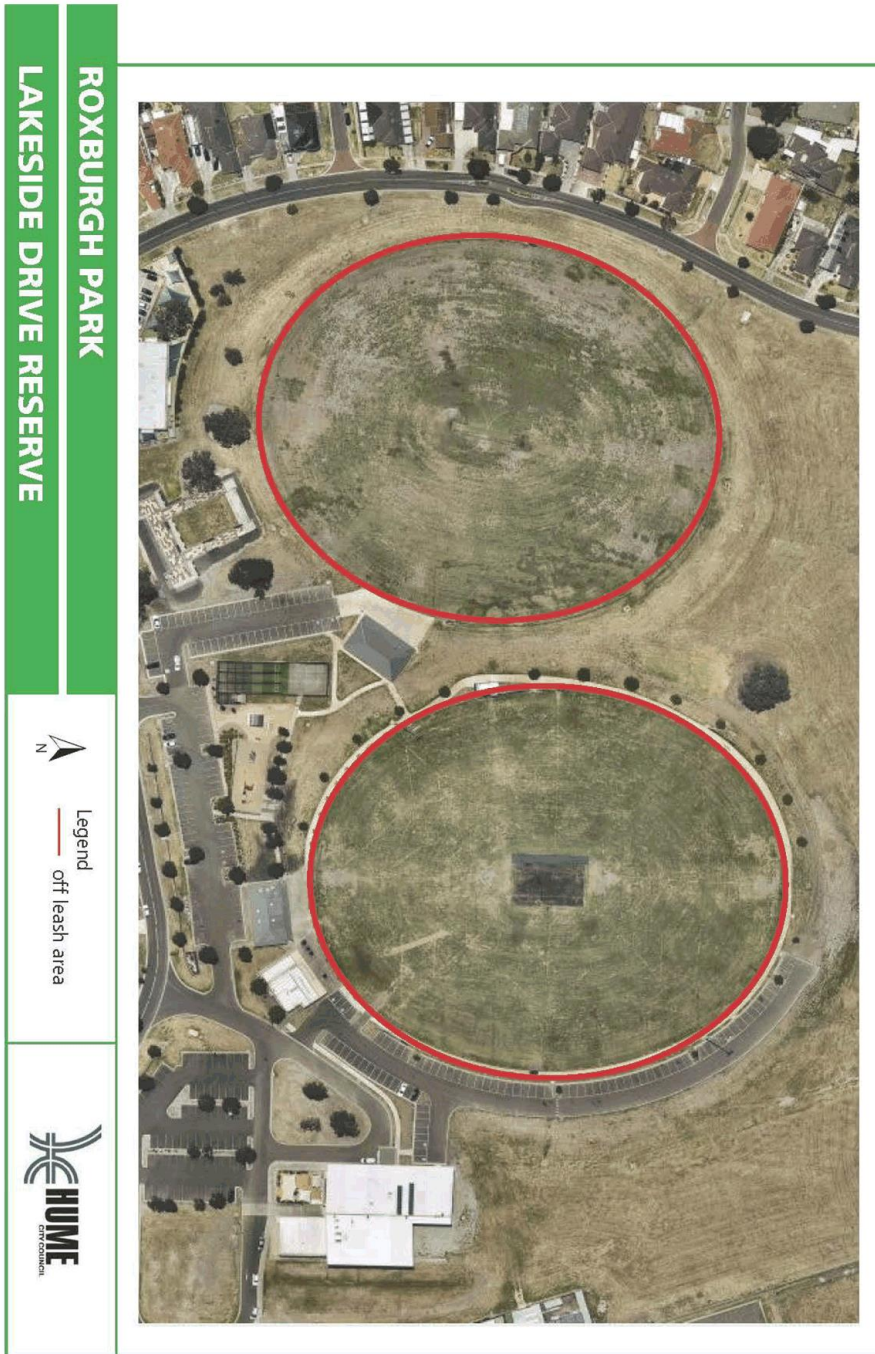 ROXBURGH PARK
LAKESIDE DRIVE RESERVE
N
Legend
off leash area
HUME
CITY COUNCIL